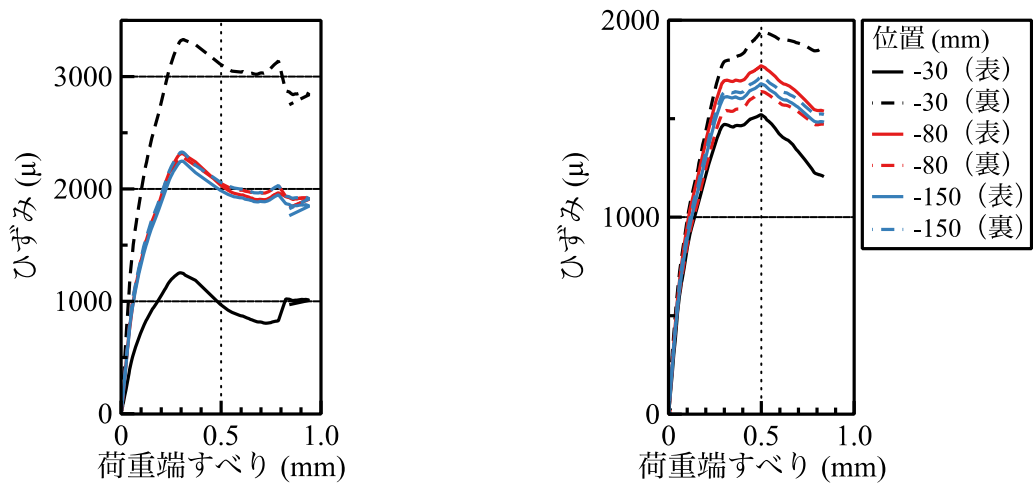 3000
2000
1000
0
ひずみ (μ)
0
0.5
1.0
荷重端すべり (mm)
2000
1000
0
ひずみ (μ)
0
0.5
1.0
荷重端すべり (mm)
位置 (mm)
-30（表）
-30（裏）
-80（表）
-80（裏）
-150（表）
-150（裏）